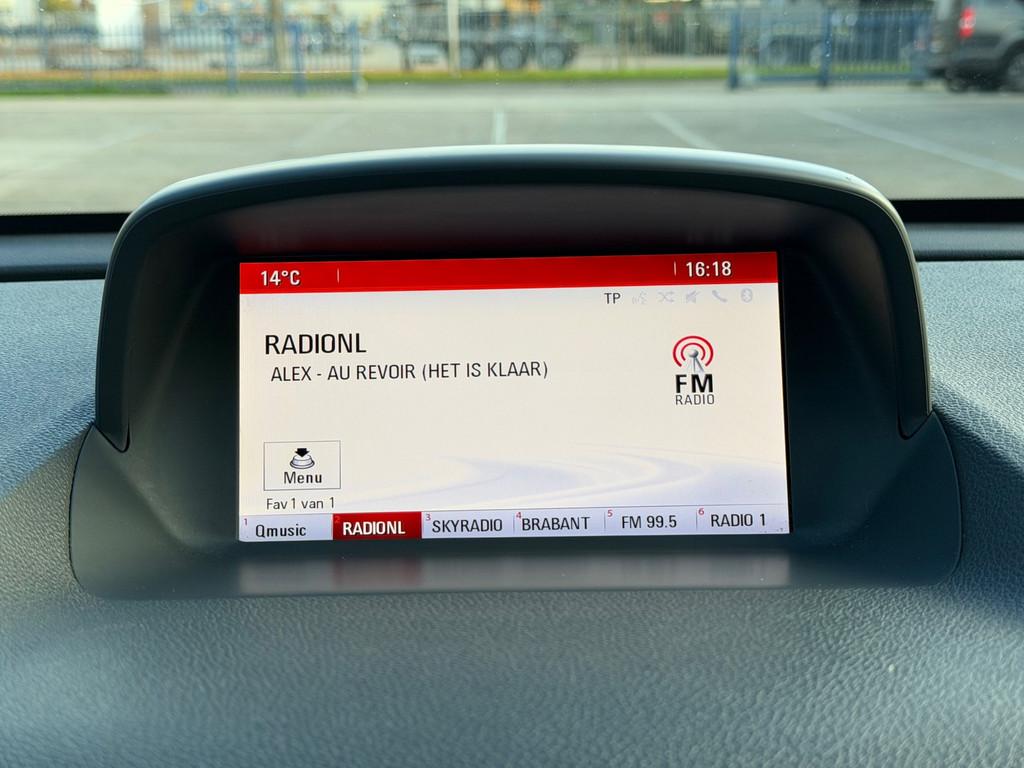 14°C 16:18
TP
RADIONL
ALEX - AU REVOIR (HET IS KLAAR)
FM
RADIO
Menu
Fav 1 van 1
1 Qmusic 2 RADIONL 3 SKYRADIO 4 BRABANT 5 FM 99.5 6 RADIO 1